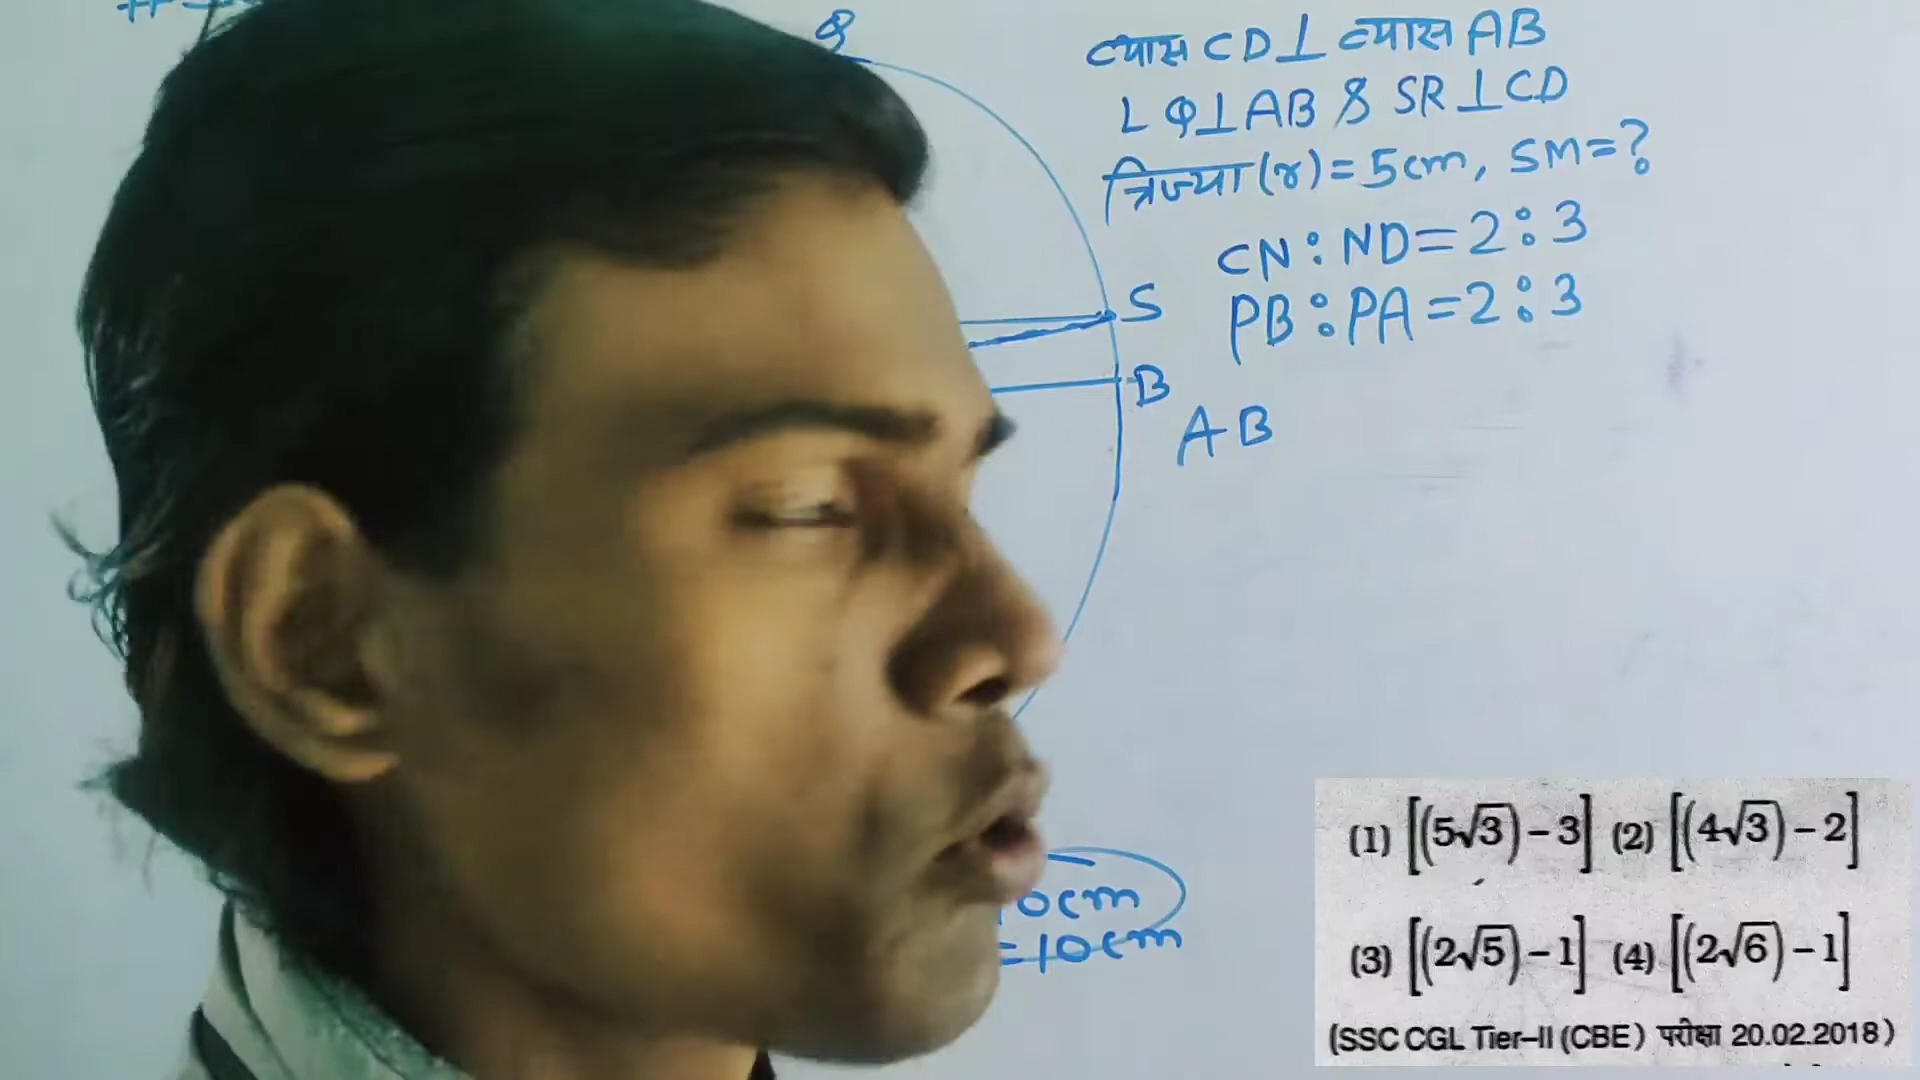 Q
व्यास CD⊥ व्यास AB
LQ⊥AB & SR⊥CD
त्रिज्या (r)=5cm, SM=?
CN:ND=2:3
PB:PA=2:3
S
B
AB
0cm
=10cm
(1) [(5√3)-3] (2) [(4√3)-2]
(3) [(2√5)-1] (4) [(2√6)-1]
(SSC CGL Tier-II (CBE) परीक्षा 20.02.2018)